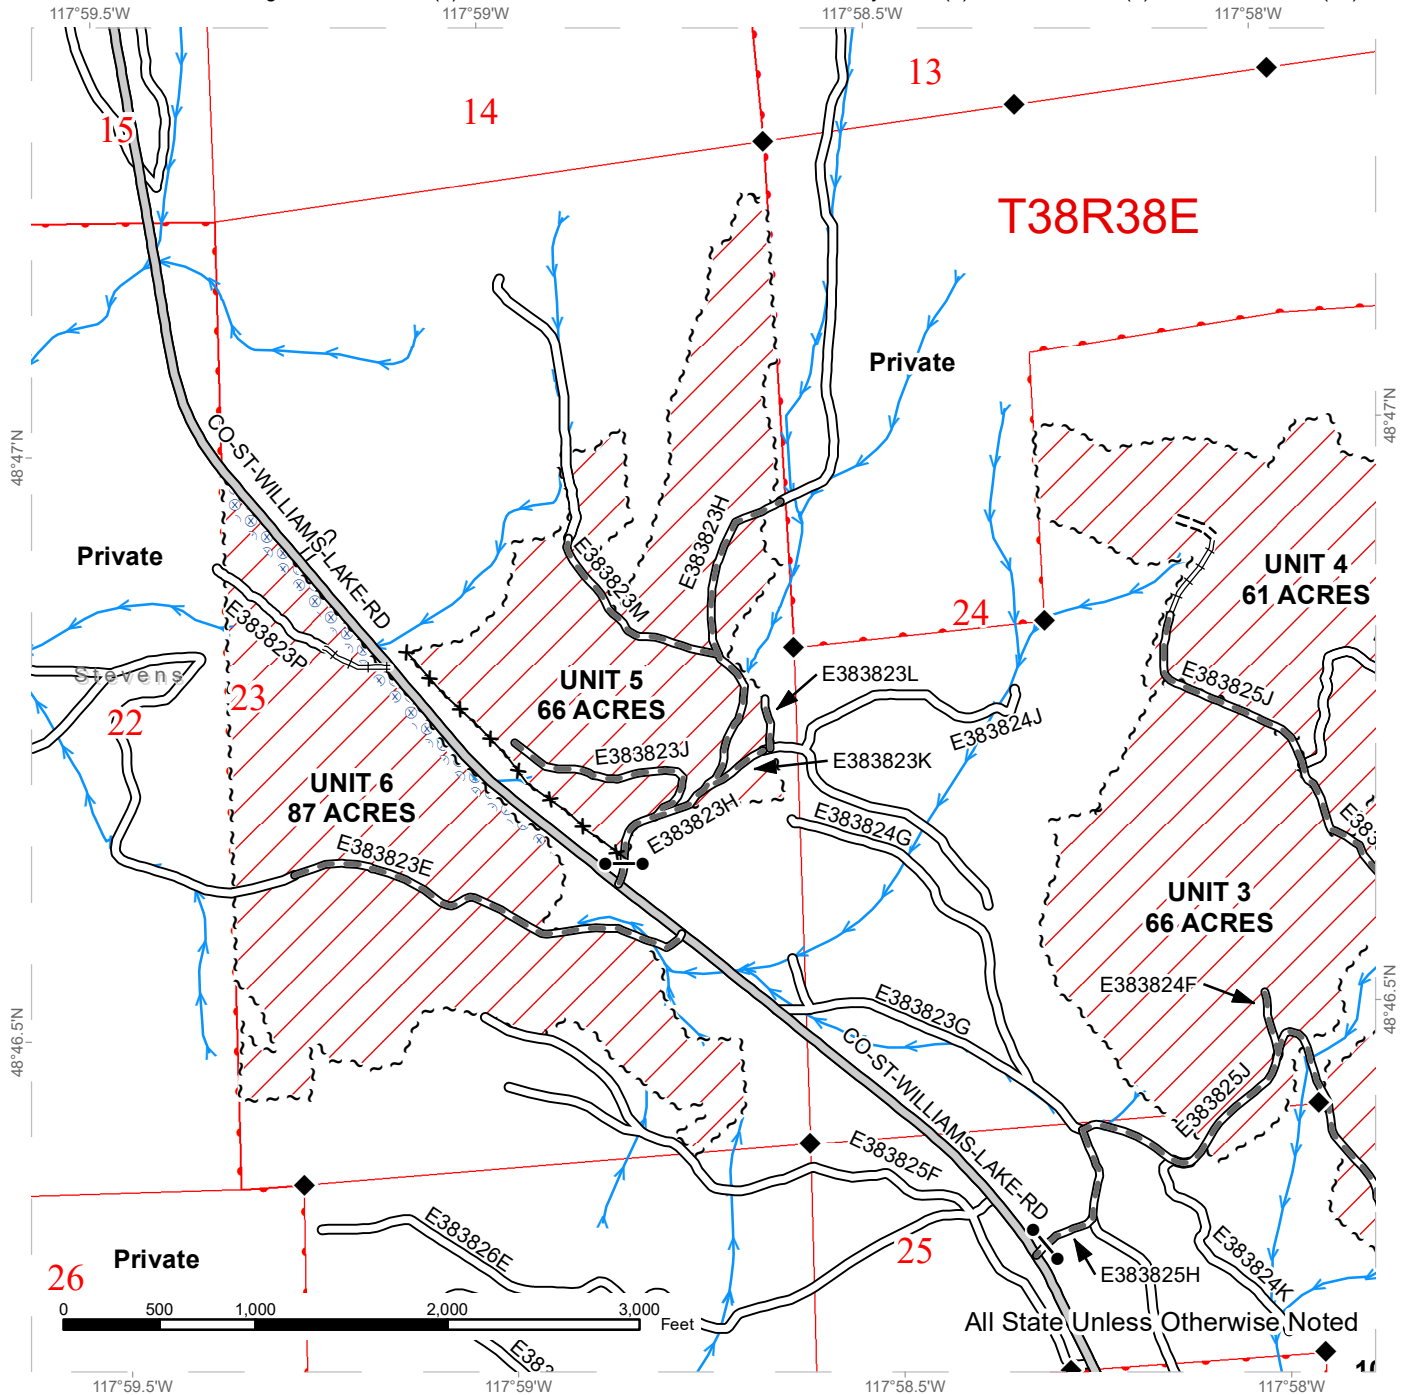 117°59.5'W
117°59'W
117°58.5'W
117°58'W
13
14
15
T38R38E
Private
48°47'N
48°47'N
CO-ST-WILLIAMS-LAKE-RD
E383823H
Private
E383823M
UNIT 4
61 ACRES
E383823P
24
Stevens
E383823L
E383825J
UNIT 5
66 ACRES
23
22
E383824J
E383823J
E383823K
UNIT 6
87 ACRES
E383823H
E383824G
E383
E383823E
UNIT 3
66 ACRES
E383824F
E383823G
48°46.5'N
48°46.5'N
CO-ST-WILLIAMS-LAKE-RD
E383825J
E383825F
E383826E
Private
25
26
E383825H
E383824K
0
500
1,000
2,000
3,000
Feet
All State Unless Otherwise Noted
E382
117°59.5'W
117°59'W
117°58.5'W
117°58'W